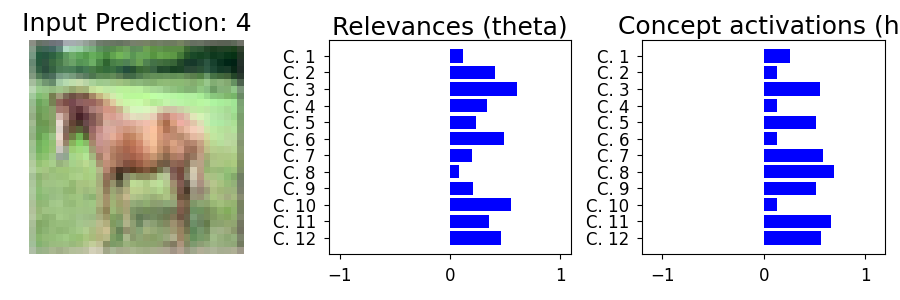 Input Prediction: 4
Relevances (theta)
C. 1
C. 2
C. 3
C. 4
C. 5
C. 6
C. 7
C. 8
C. 9
C. 10
C. 11
C. 12
−1
0
1
Concept activations (h
C. 1
C. 2
C. 3
C. 4
C. 5
C. 6
C. 7
C. 8
C. 9
C. 10
C. 11
C. 12
−1
0
1